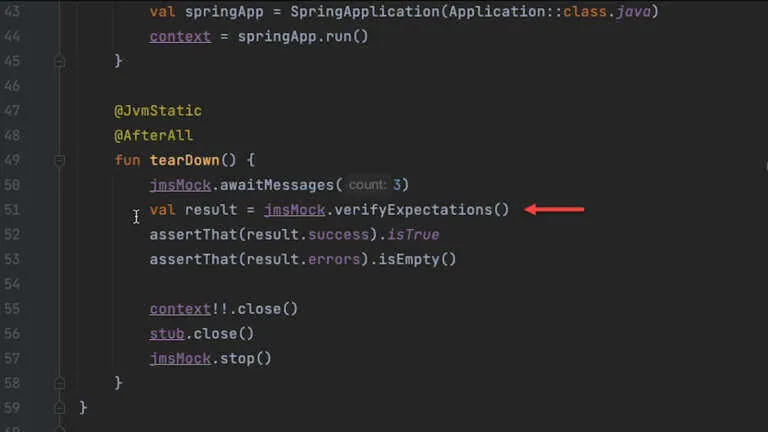 43 val springApp = SpringApplication(Application::class.java)
44 context = springApp.run()
45 }
46
47 @JvmStatic
48 @AfterAll
49 fun tearDown() {
50 jmsMock.awaitMessages( count: 3)
51 val result = jmsMock.verifyExpectations()
52 assertThat(result.success).isTrue
53 assertThat(result.errors).isEmpty()
54
55 context!!.close()
56 stub.close()
57 jmsMock.stop()
58 }
59 }